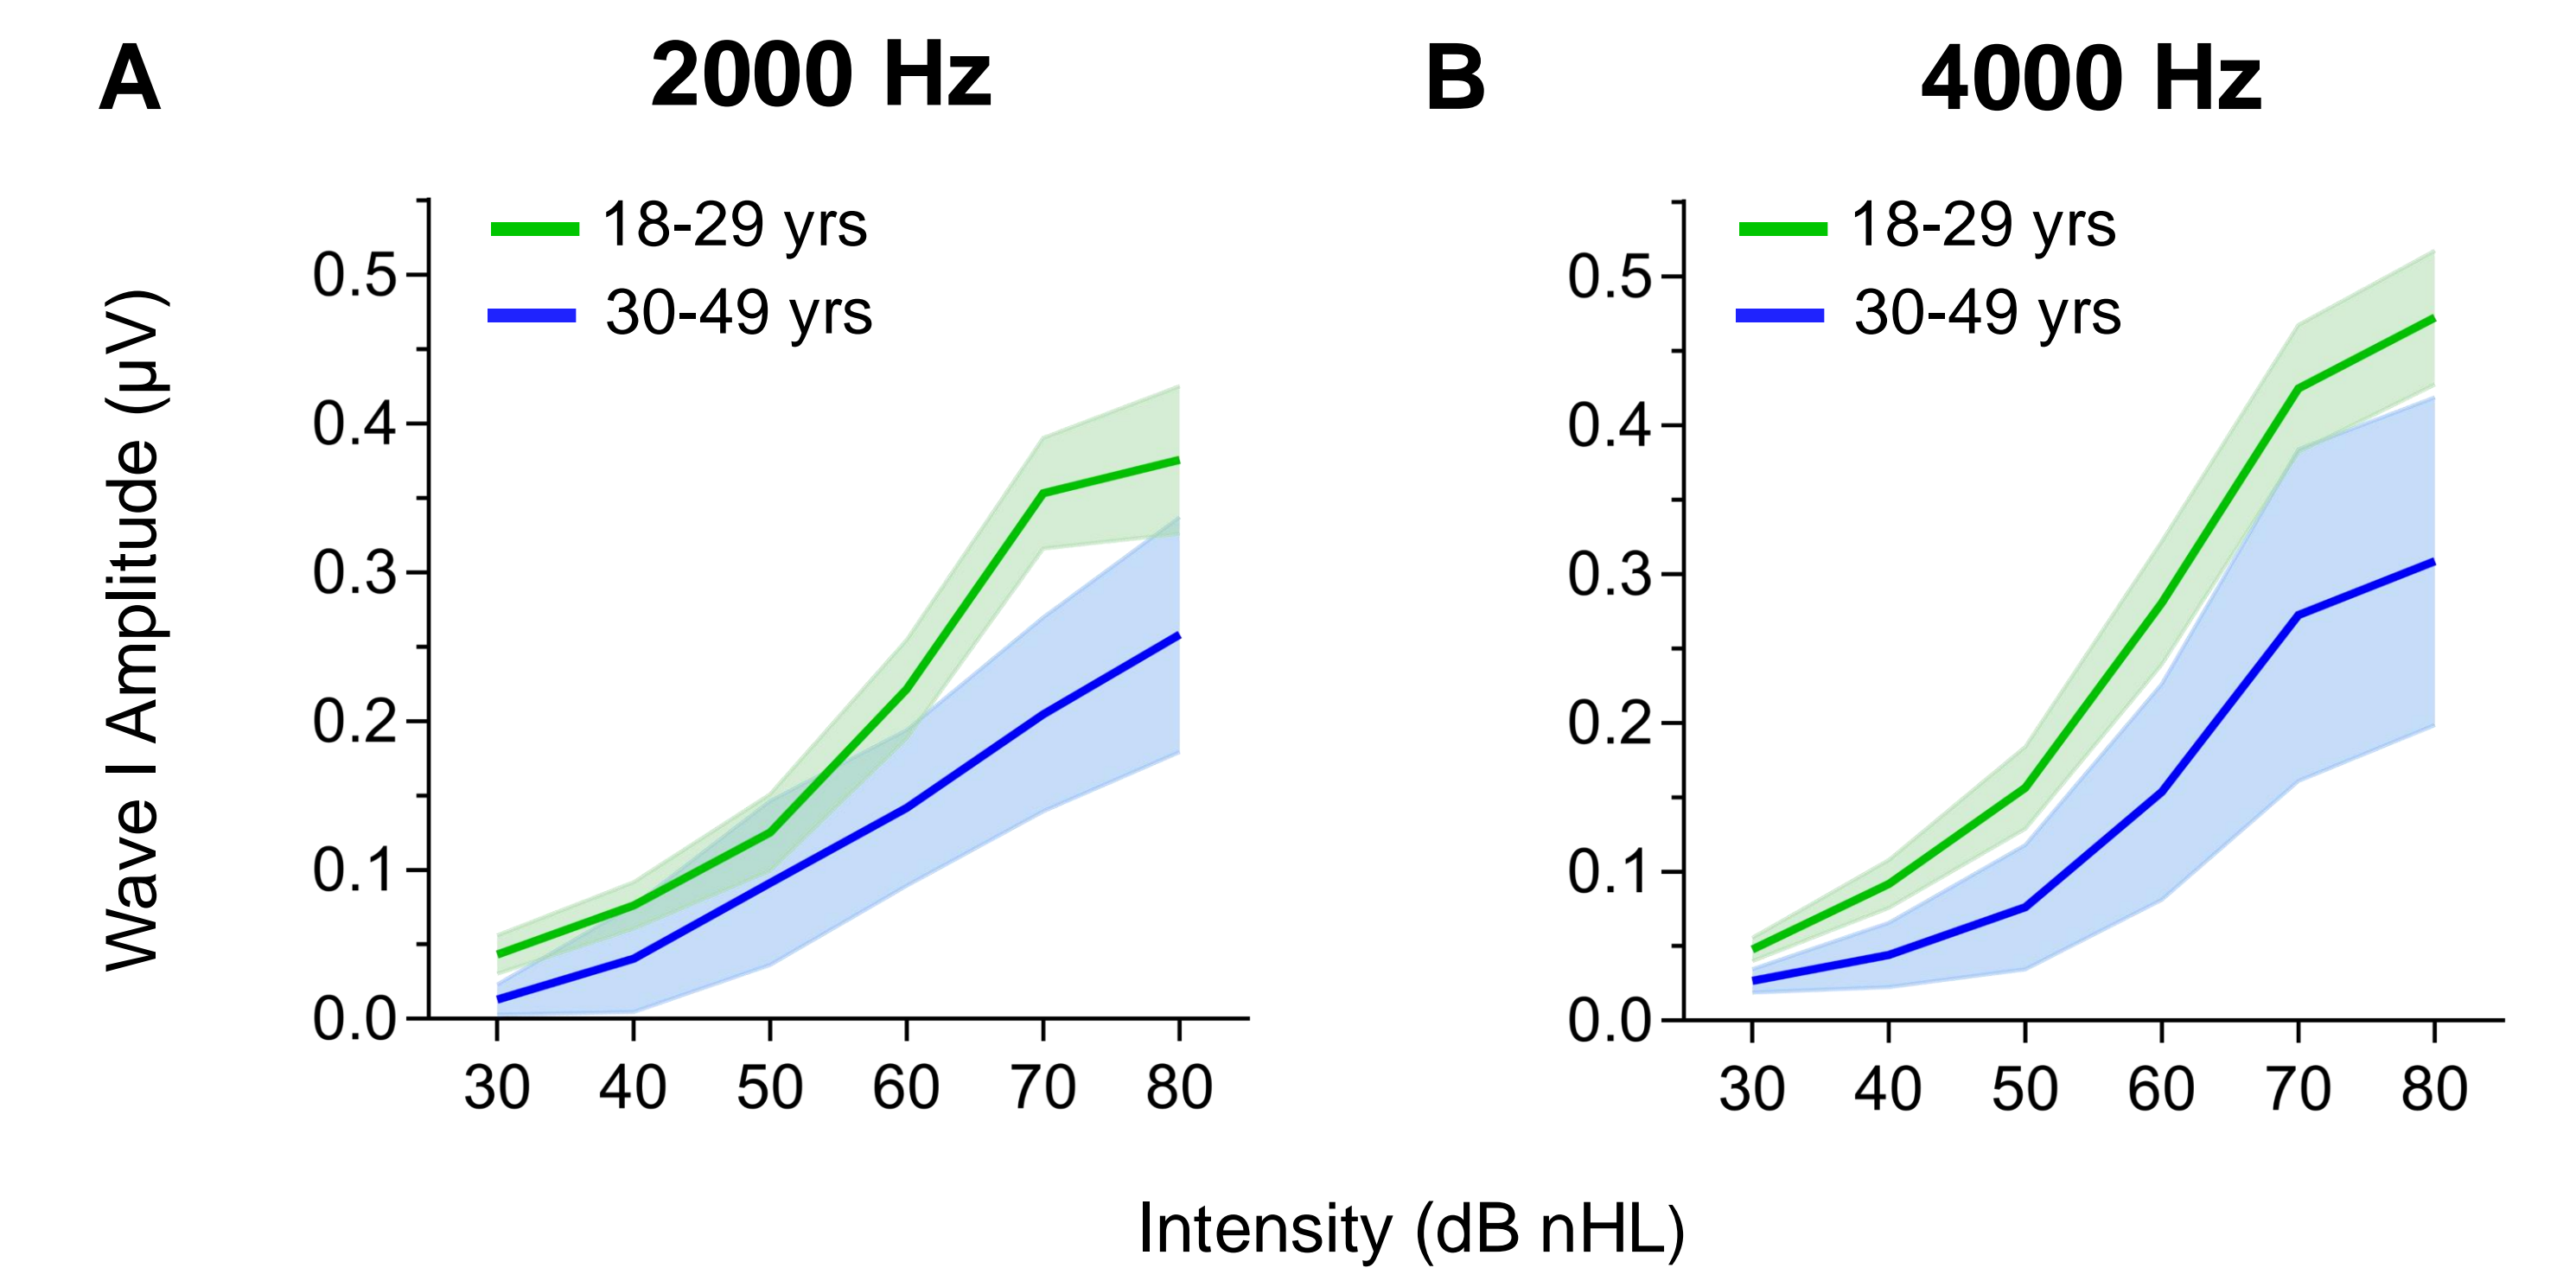 A
2000 Hz
18-29 yrs
30-49 yrs
Wave I Amplitude (µV)
0.5
0.4
0.3
0.2
0.1
0.0
30 40 50 60 70 80
B
4000 Hz
18-29 yrs
30-49 yrs
0.5
0.4
0.3
0.2
0.1
0.0
30 40 50 60 70 80
Intensity (dB nHL)